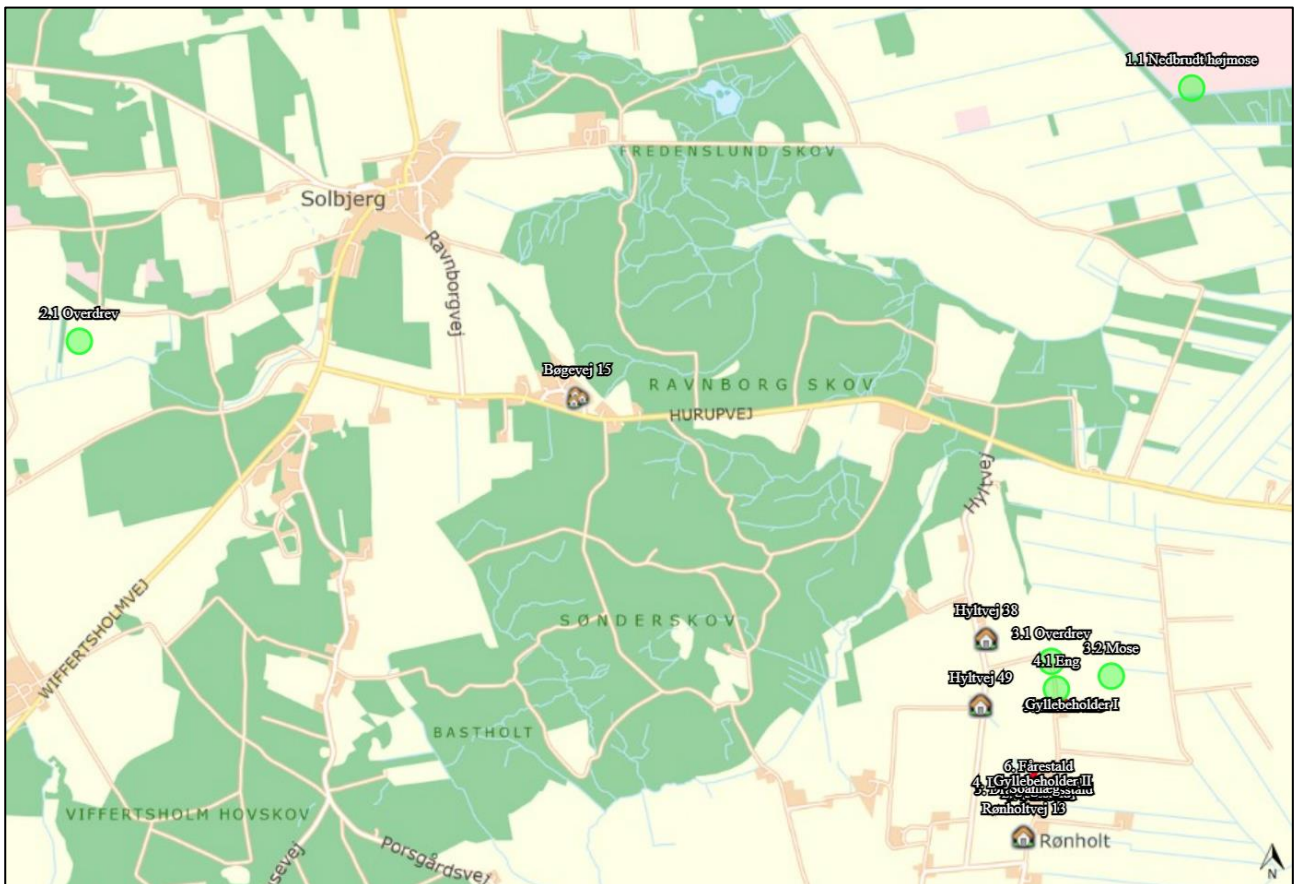 1.1 Nedbrudt højmose
FREDENSLUND SKOV
Solbjerg
Ravnborgvej
2.1 Overdrev
Bøgevej 15
RAVNBORG SKOV
HURUPVEJ
Hyltvej
WIFFERTSHOLMVEJ
Hyltvej 38
SØNDERSKOV
3.1 Overdrev
3.2 Mose
4.1 Eng
Hyltvej 49
Gyllebeholder I
BASTHOLT
6. Fårestald
Gyllebeholder II
Rønholtvej 13
VIFFERTSHOLM HOVSKOV
Rønholt
Porsgårdsvej
N